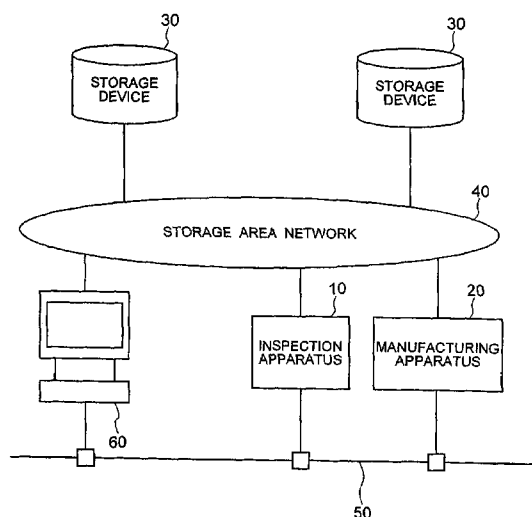 30
30
STORAGE
DEVICE
STORAGE
DEVICE
40
STORAGE AREA NETWORK
10
20
INSPECTION
APPARATUS
MANUFACTURING
APPARATUS
60
50